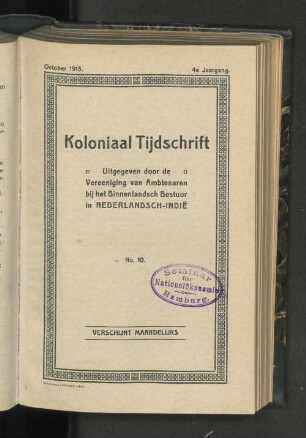 October 1915.
4e Jaargang.
Koloniaal Tijdschrift
Uitgegeven door de
Vereeniging van Ambtenaren
bij het Binnenlandsch Bestuur
in NEDERLANDSCH-INDIË
No. 10.
Seminar
für
Nationalökonomie
Hamburg.
VERSCHIJNT MAANDELIJKS